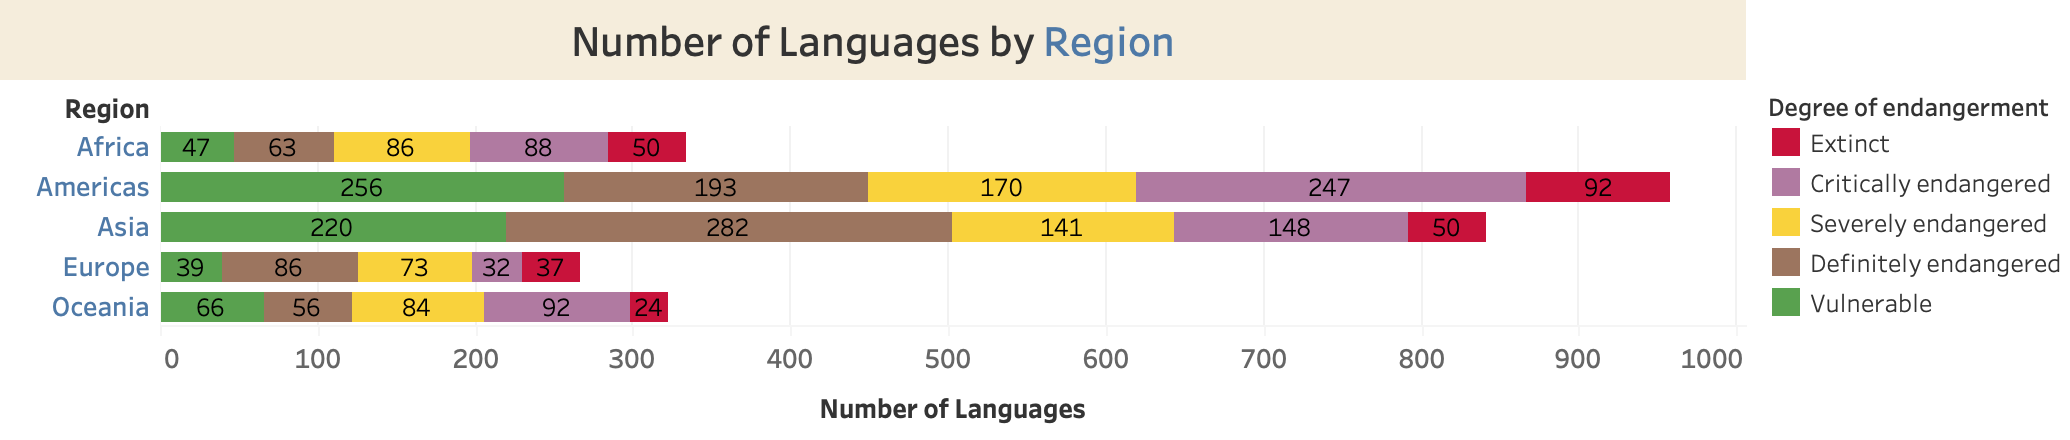 Number of Languages by Region
Region
Degree of endangerment
Africa 47 63 86 88 50
Extinct
Americas 256 193 170 247 92
Critically endangered
Asia 220 282 141 148 50
Severely endangered
Europe 39 86 73 32 37
Definitely endangered
Oceania 66 56 84 92 24
Vulnerable
0 100 200 300 400 500 600 700 800 900 1000
Number of Languages